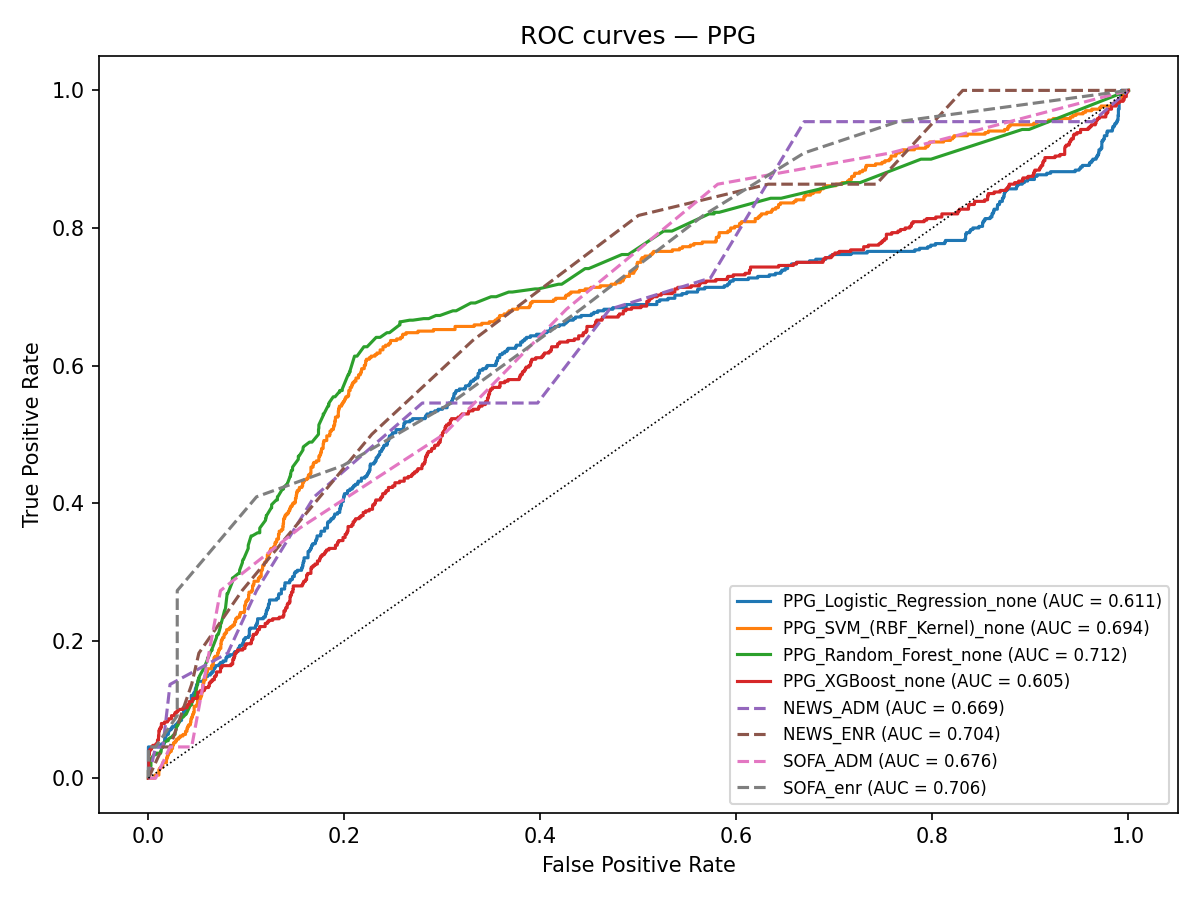 ROC curves — PPG
True Positive Rate
1.0
0.8
0.6
0.4
0.2
0.0
0.0 0.2 0.4 0.6 0.8 1.0
False Positive Rate
PPG_Logistic_Regression_none (AUC = 0.611)
PPG_SVM_(RBF_Kernel)_none (AUC = 0.694)
PPG_Random_Forest_none (AUC = 0.712)
PPG_XGBoost_none (AUC = 0.605)
NEWS_ADM (AUC = 0.669)
NEWS_ENR (AUC = 0.704)
SOFA_ADM (AUC = 0.676)
SOFA_enr (AUC = 0.706)